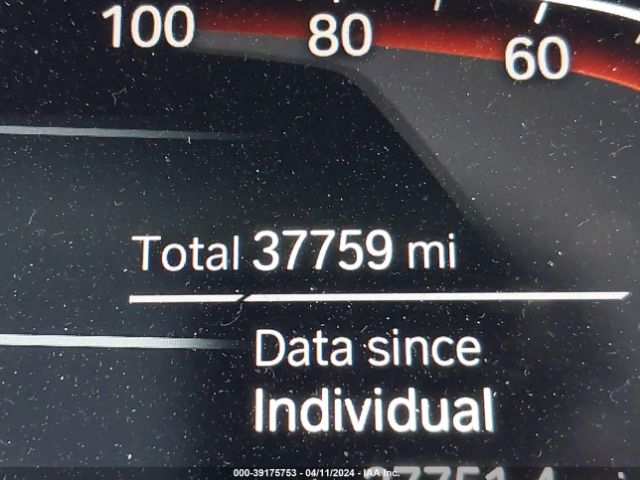 100 80 60
Total 37759 mi
Data since
Individual
000-39175753 - 04/11/2024 - IAA Inc.